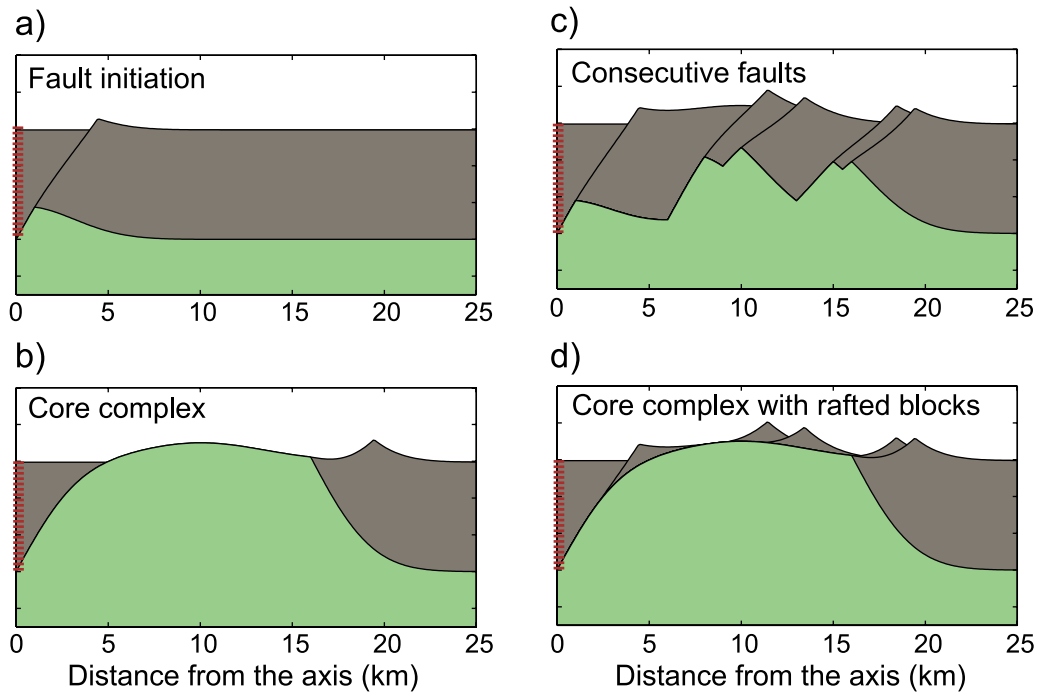 a)
Fault initiation
0 5 10 15 20 25
b)
Core complex
0 5 10 15 20 25
Distance from the axis (km)
c)
Consecutive faults
0 5 10 15 20 25
d)
Core complex with rafted blocks
0 5 10 15 20 25
Distance from the axis (km)